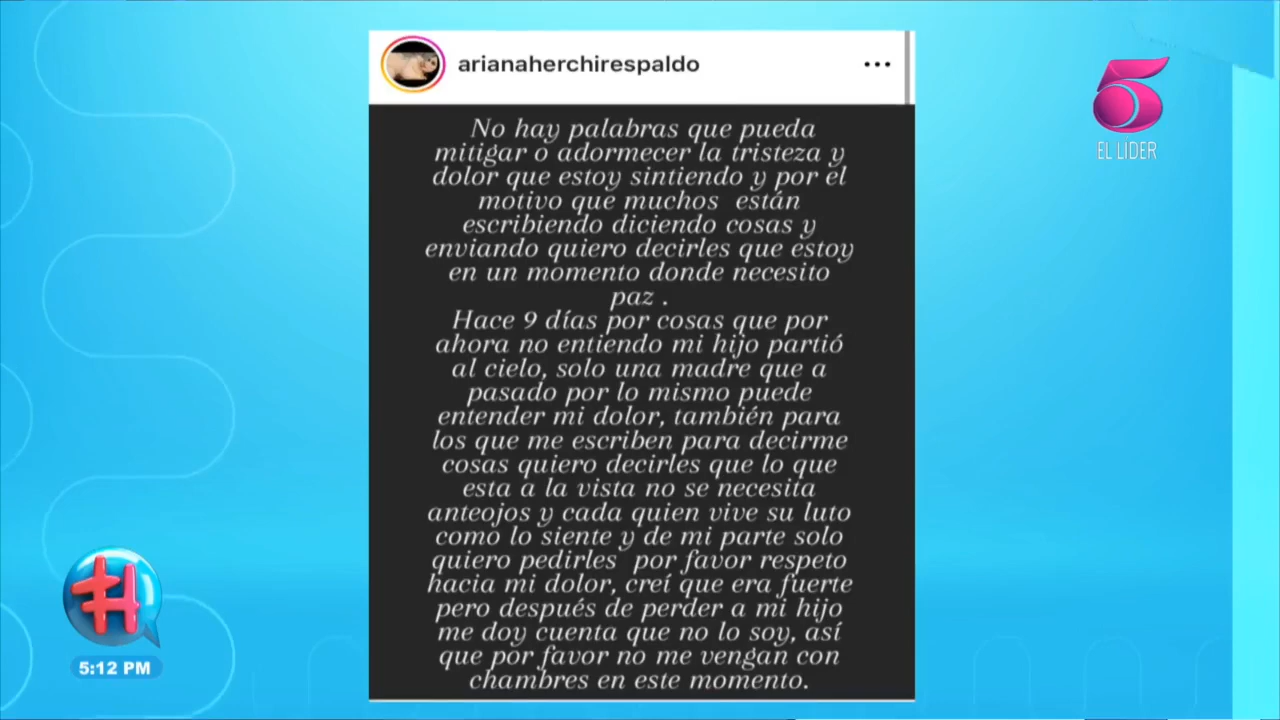 arianaherchirespaldo
5
EL LIDER
No hay palabras que pueda
mitigar o adormecer la tristeza y
dolor que estoy sintiendo y por el
motivo que muchos están
escribiendo diciendo cosas y
enviando quiero decirles que estoy
en un momento donde necesito
paz .
Hace 9 días por cosas que por
ahora no entiendo mi hijo partió
al cielo, solo una madre que a
pasado por lo mismo puede
entender mi dolor, también para
los que me escriben para decirme
cosas quiero decirles que lo que
esta a la vista no se necesita
anteojos y cada quien vive su luto
como lo siente y de mi parte solo
quiero pedirles por favor respeto
hacia mi dolor, creí que era fuerte
pero después de perder a mi hijo
me doy cuenta que no lo soy, así
que por favor no me vengan con
chambres en este momento.
#
5:12 PM